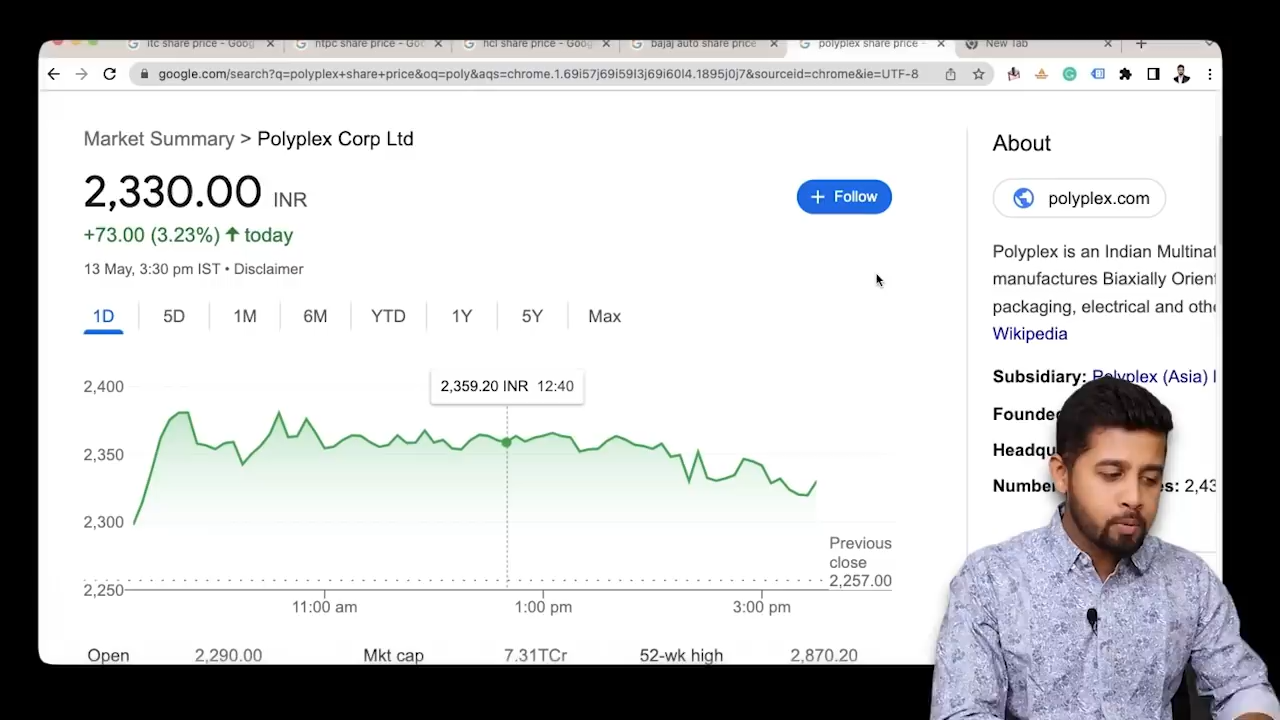 itc share price - Goog
ntpc share price - Goo
hcl share price - Goog
bajaj auto share price
polyplex share price -
New Tab
google.com/search?q=polyplex+share+price&oq=poly&aqs=chrome.1.69i57j69i59l3j69i60l4.1895j0j7&sourceid=chrome&ie=UTF-8
Market Summary > Polyplex Corp Ltd
2,330.00 INR
+73.00 (3.23%) ↑ today
13 May, 3:30 pm IST • Disclaimer
+ Follow
1D 5D 1M 6M YTD 1Y 5Y Max
2,359.20 INR 12:40
2,400
2,350
2,300
2,250
Previous
close
2,257.00
11:00 am 1:00 pm 3:00 pm
Open 2,290.00 Mkt cap 7.31TCr 52-wk high 2,870.20
About
polyplex.com
Polyplex is an Indian Multinat
manufactures Biaxially Orien
packaging, electrical and oth
Wikipedia
Subsidiary: Polyplex (Asia)
Founde
Headqu
Number es: 2,43